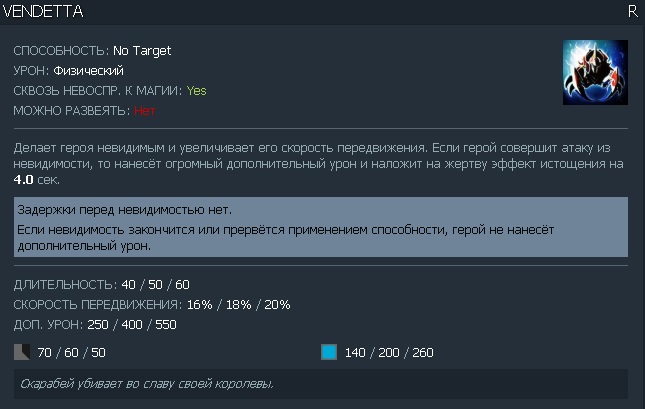 VENDETTA R
СПОСОБНОСТЬ: No Target
УРОН: Физический
СКВОЗЬ НЕВОСПР. К МАГИИ: Yes
МОЖНО РАЗВЕЯТЬ: Нет
Делает героя невидимым и увеличивает его скорость передвижения. Если герой совершит атаку из
невидимости, то нанесёт огромный дополнительный урон и наложит на жертву эффект истощения на
4.0 сек.
Задержки перед невидимостью нет.
Если невидимость закончится или прервётся применением способности, герой не нанесёт
дополнительный урон.
ДЛИТЕЛЬНОСТЬ: 40 / 50 / 60
СКОРОСТЬ ПЕРЕДВИЖЕНИЯ: 16% / 18% / 20%
ДОП. УРОН: 250 / 400 / 550
70 / 60 / 50 140 / 200 / 260
Скарабей убивает во славу своей королевы.